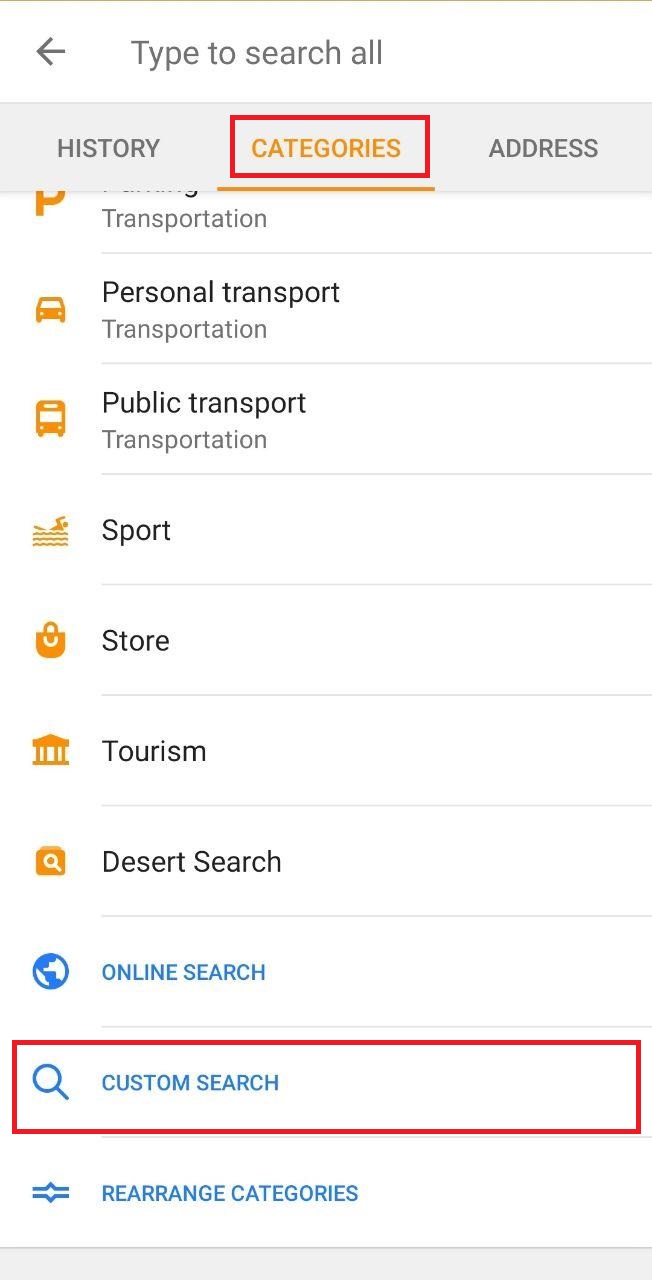 Type to search all
HISTORY
CATEGORIES
ADDRESS
Transportation
Personal transport
Transportation
Public transport
Transportation
Sport
Store
Tourism
Desert Search
ONLINE SEARCH
CUSTOM SEARCH
REARRANGE CATEGORIES